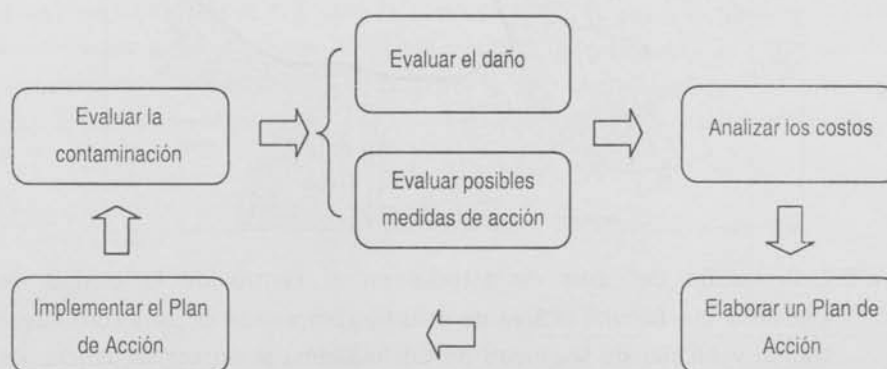 Evaluar la
contaminación
Evaluar el daño
Evaluar posibles
medidas de acción
Analizar los costos
Elaborar un Plan de
Acción
Implementar el Plan
de Acción